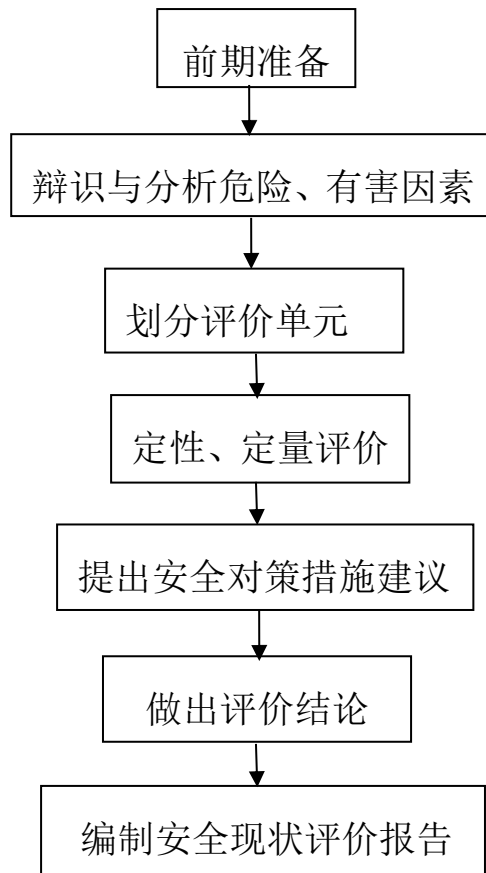 前期准备
辩识与分析危险、有害因素
划分评价单元
定性、定量评价
提出安全对策措施建议
做出评价结论
编制安全现状评价报告